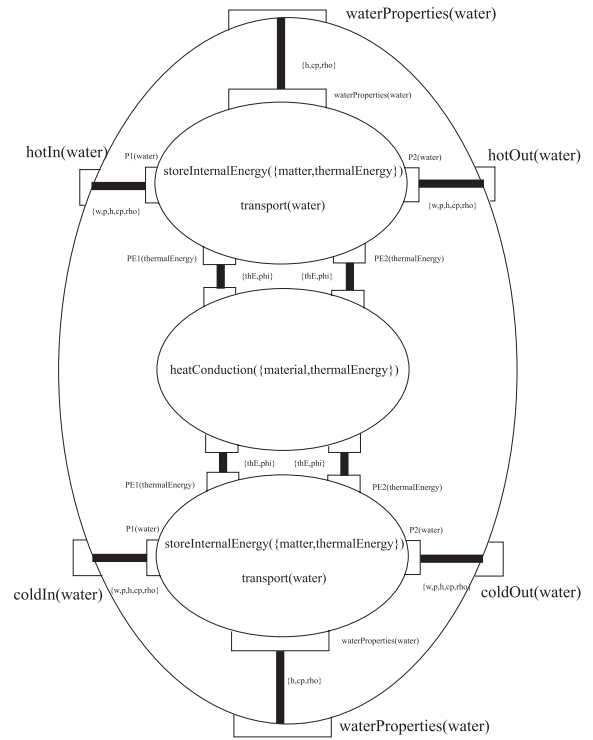 waterProperties(water)
{h,cp,rho}
waterProperties(water)
hotIn(water)
P1(water)
P2(water)
hotOut(water)
storeInternalEnergy({matter,thermalEnergy})
{w,p,h,cp,rho}
transport(water)
{w,p,h,cp,rho}
PE1(thermalEnergy)
PE2(thermalEnergy)
{thE,phi}
{thE,phi}
heatConduction({material,thermalEnergy})
{thE,phi}
{thE,phi}
PE1(thermalEnergy)
PE2(thermalEnergy)
P1(water)
P2(water)
storeInternalEnergy({matter,thermalEnergy})
transport(water)
coldIn(water)
{w,p,h,cp,rho}
{w,p,h,cp,rho}
coldOut(water)
waterProperties(water)
{h,cp,rho}
waterProperties(water)